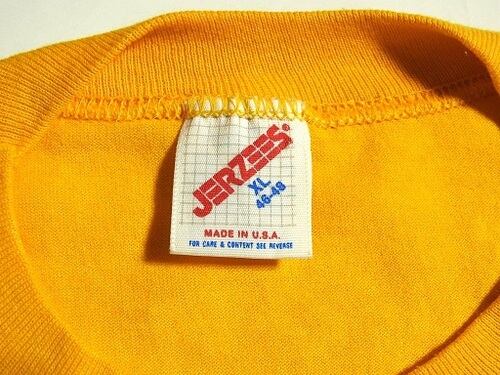 JERZEES®
XL
46-48
MADE IN U.S.A.
FOR CARE & CONTENT SEE REVERSE